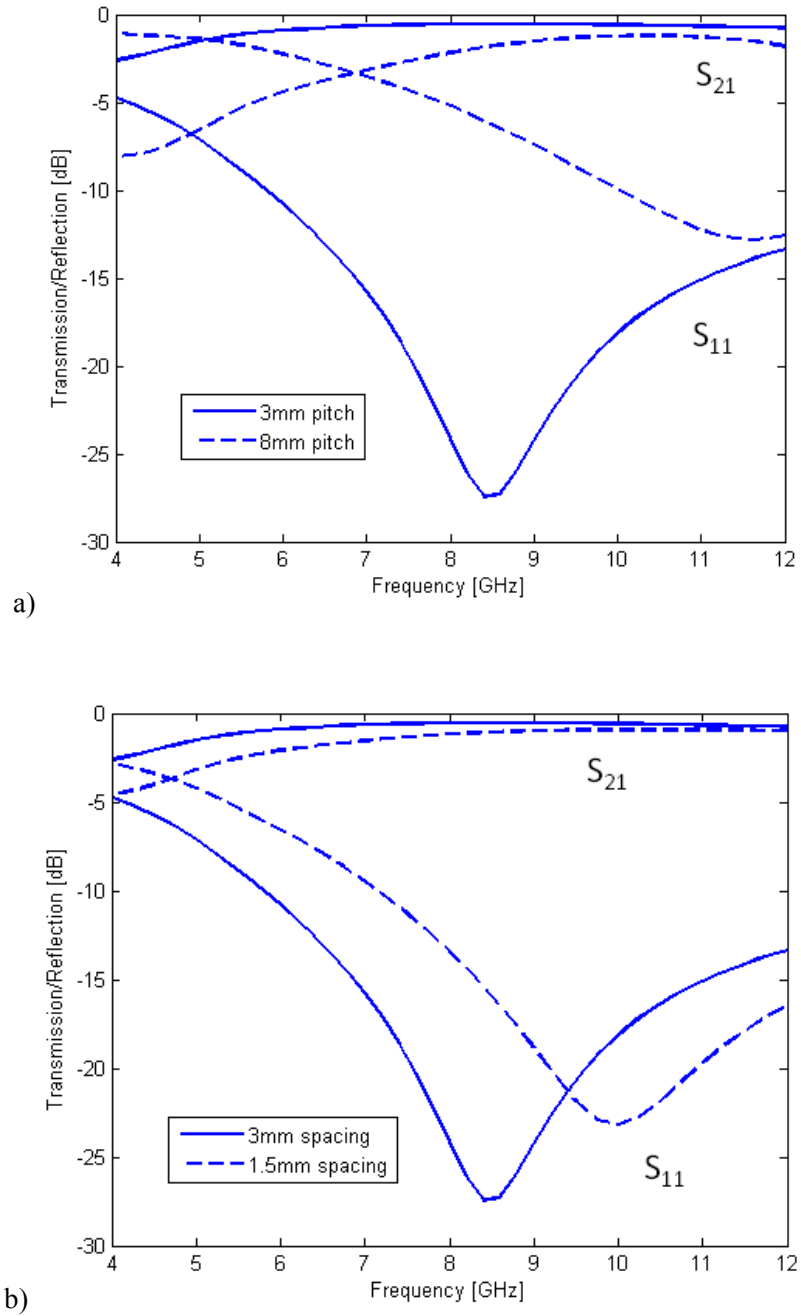 0
-5
-10
-15
-20
-25
-30
Transmission/Reflection [dB]
S21
S11
3mm pitch
8mm pitch
4 5 6 7 8 9 10 11 12
Frequency [GHz]
a)
0
-5
-10
-15
-20
-25
-30
Transmission/Reflection [dB]
S21
3mm spacing
1.5mm spacing
S11
4 5 6 7 8 9 10 11 12
Frequency [GHz]
b)